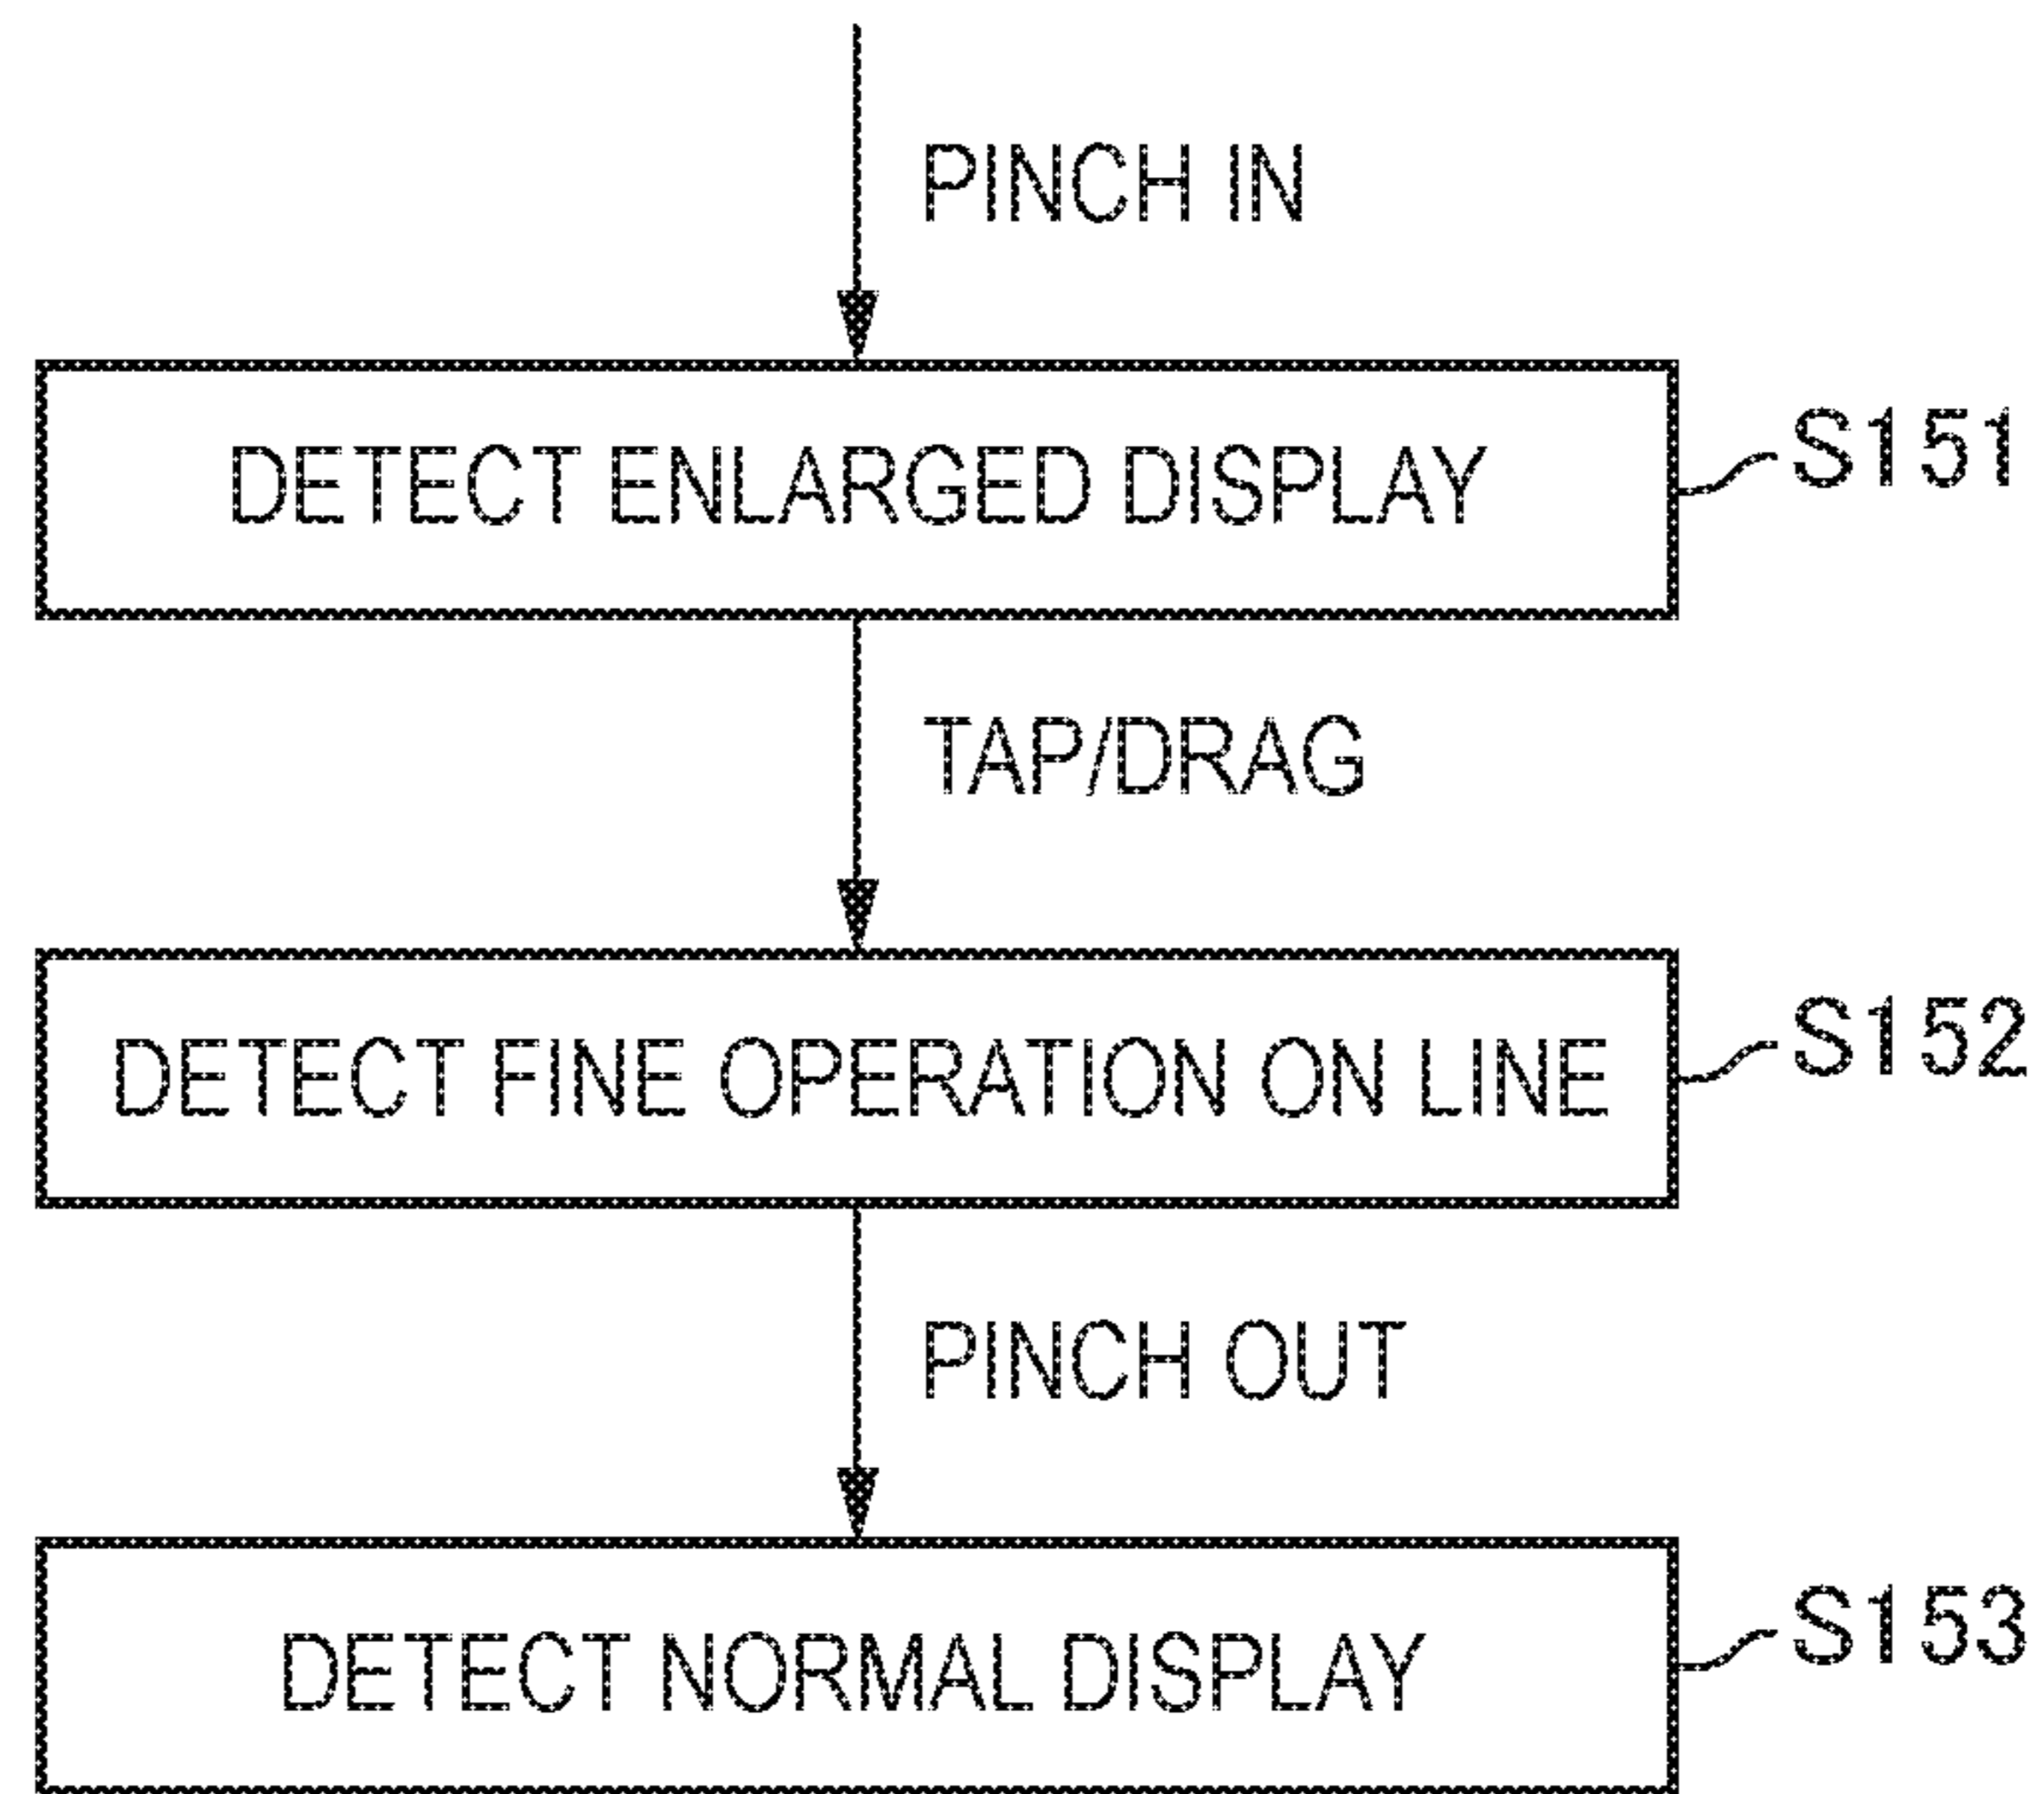 PINCH IN
DETECT ENLARGED DISPLAY
S151
TAP/DRAG
DETECT FINE OPERATION ON LINE
S152
PINCH OUT
DETECT NORMAL DISPLAY
S153